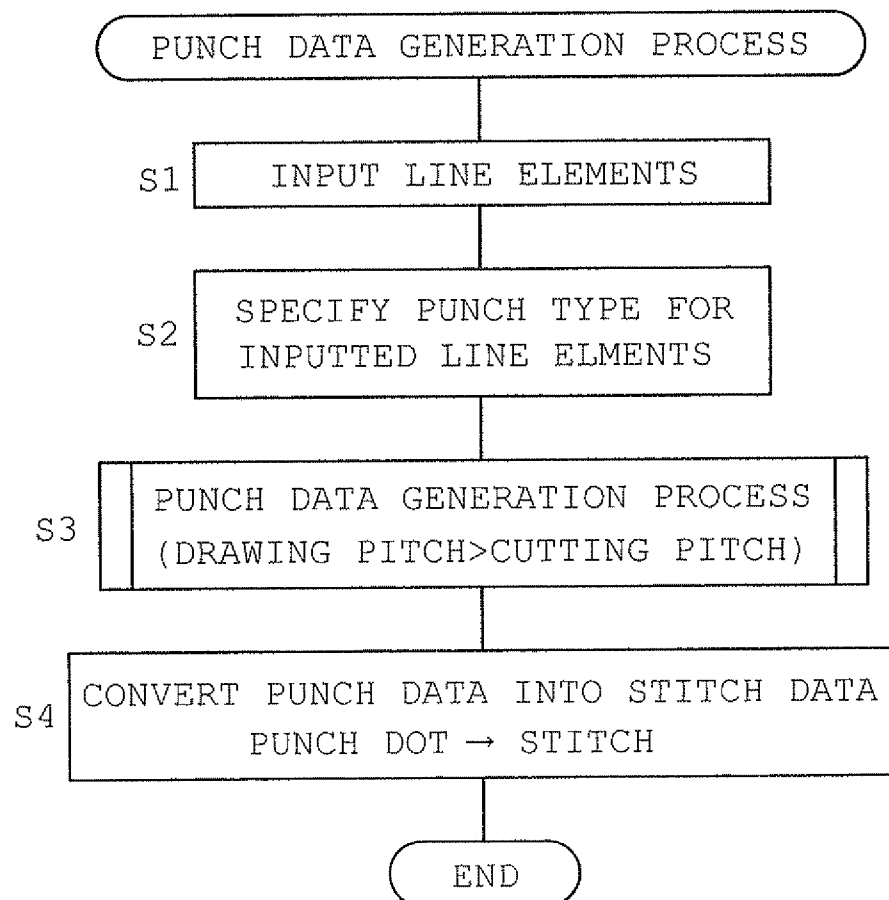 PUNCH DATA GENERATION PROCESS
S1
INPUT LINE ELEMENTS
S2
SPECIFY PUNCH TYPE FOR
INPUTTED LINE ELMENTS
S3
PUNCH DATA GENERATION PROCESS
(DRAWING PITCH>CUTTING PITCH)
S4
CONVERT PUNCH DATA INTO STITCH DATA
PUNCH DOT → STITCH
END